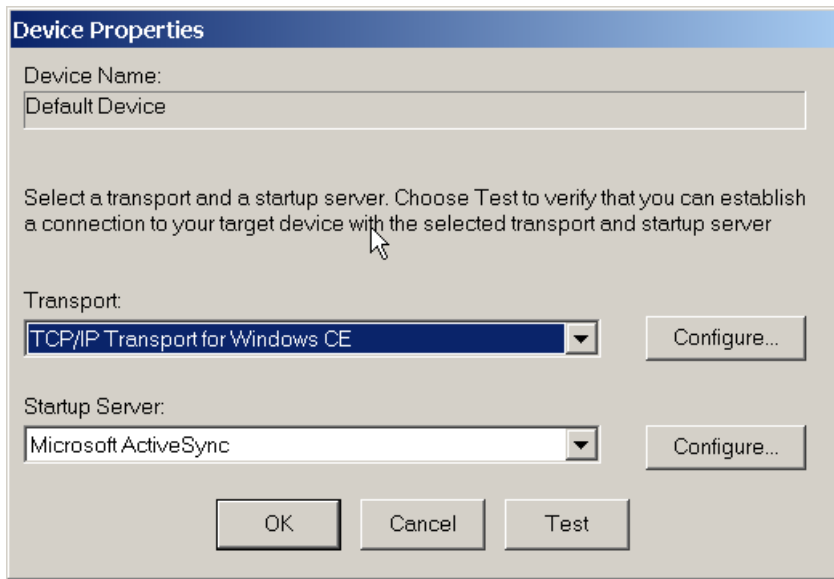 Device Properties
Device Name:
Default Device
Select a transport and a startup server. Choose Test to verify that you can establish
a connection to your target device with the selected transport and startup server
Transport:
TCP/IP Transport for Windows CE
Configure...
Startup Server:
Microsoft ActiveSync
Configure...
OK
Cancel
Test